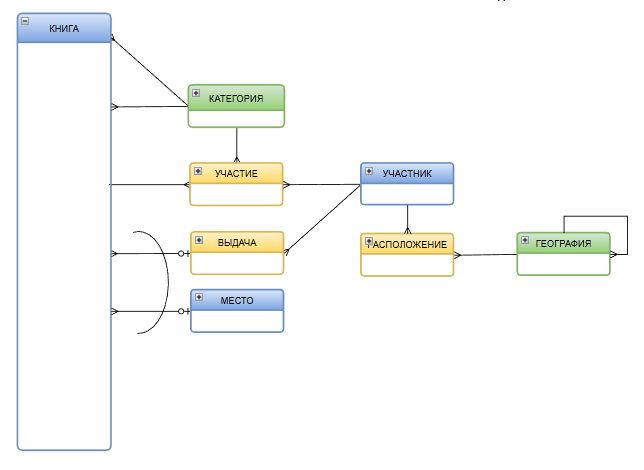 КНИГА
КАТЕГОРИЯ
УЧАСТИЕ
УЧАСТНИК
ВЫДАЧА
РАСПОЛОЖЕНИЕ
ГЕОГРАФИЯ
МЕСТО